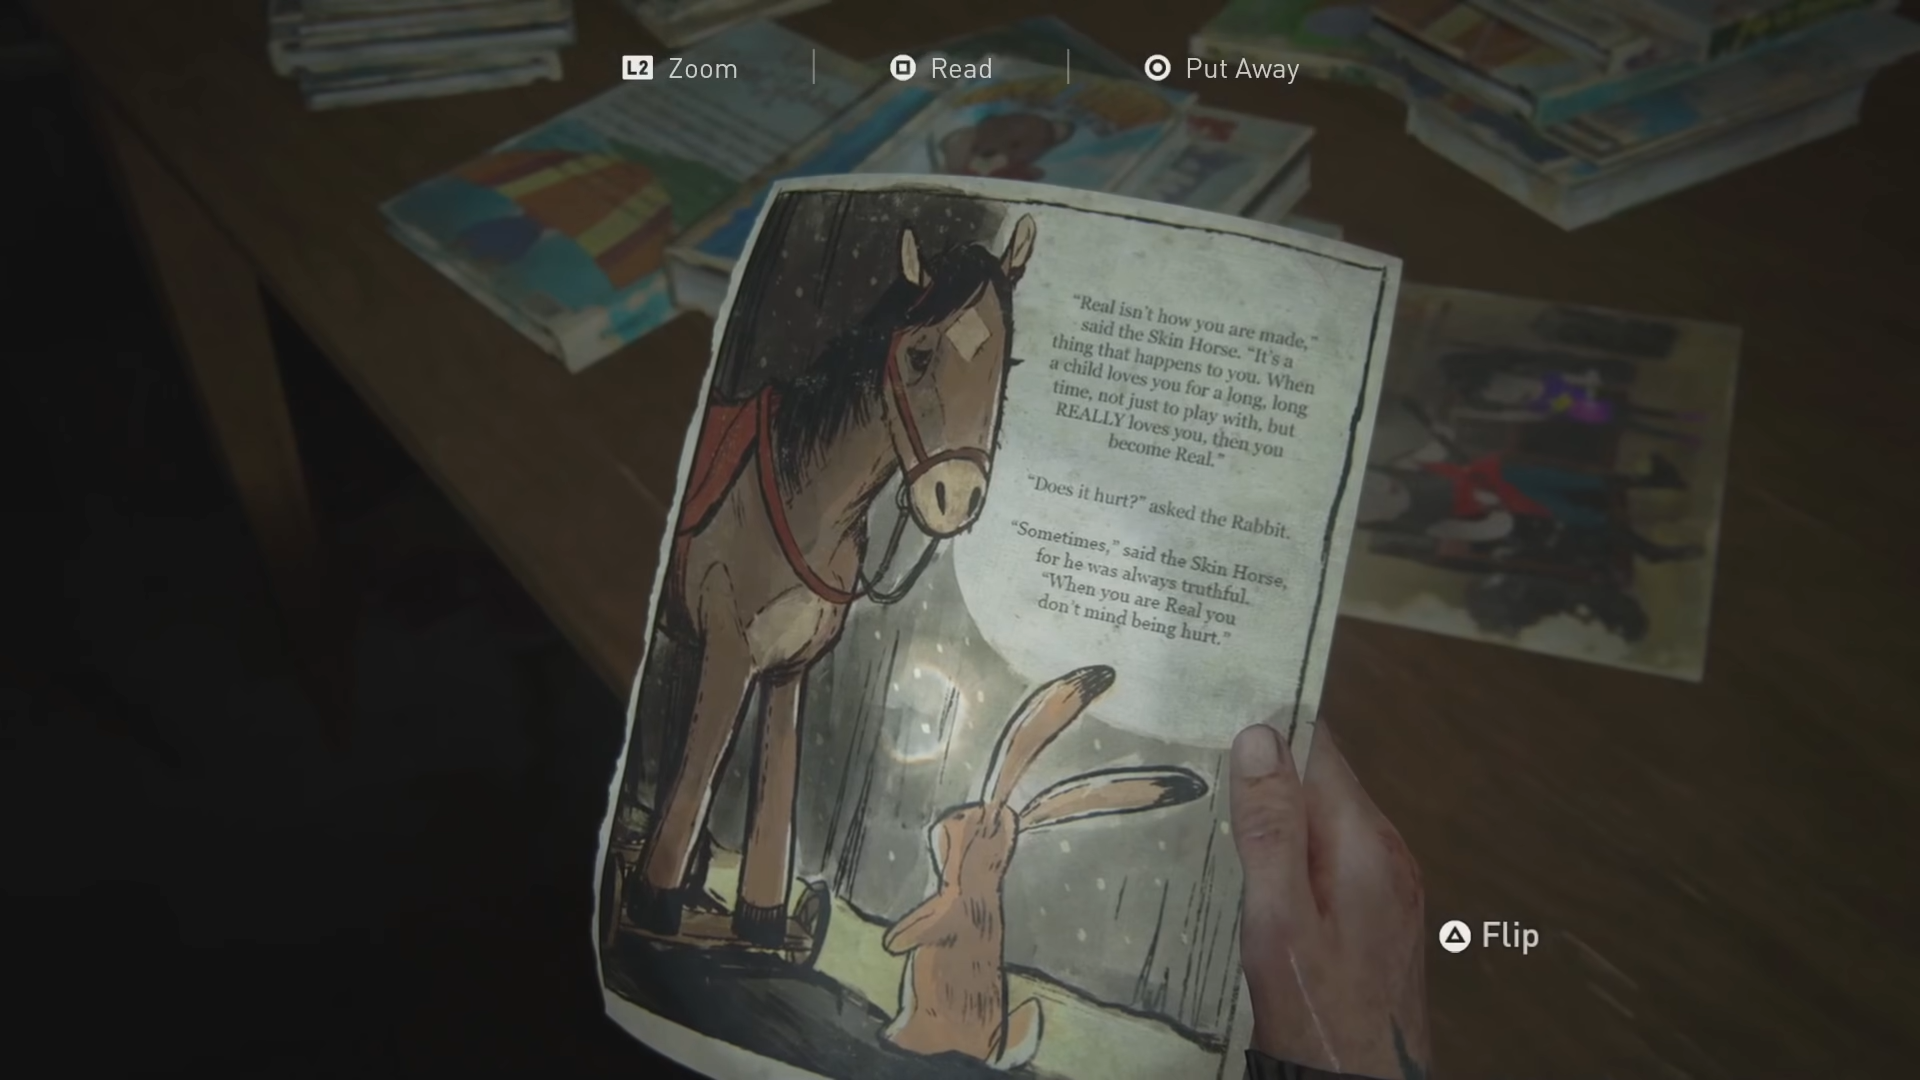 L2 Zoom
Read
Put Away
“Real isn’t how you are made,”
said the Skin Horse. “It’s a
thing that happens to you. When
a child loves you for a long, long
time, not just to play with, but
REALLY loves you, then you
become Real.”
“Does it hurt?” asked the Rabbit.
“Sometimes,” said the Skin Horse,
for he was always truthful.
“When you are Real you
don’t mind being hurt.”
Flip